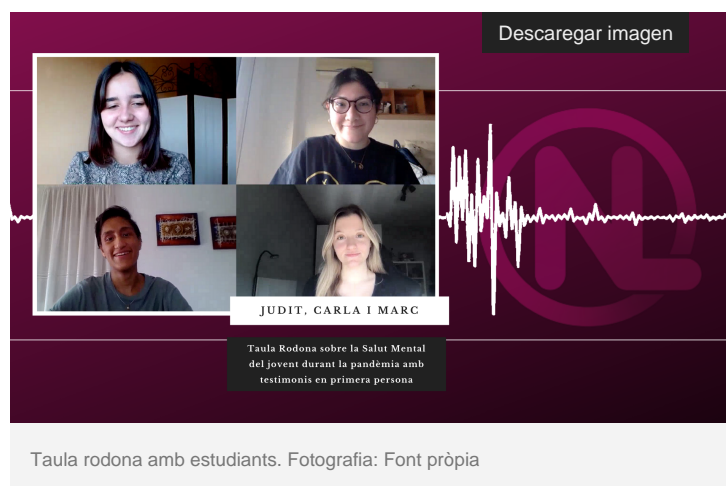 Descaregar imagen
NL
JUDIT, CARLA I MARC
Taula Rodona sobre la Salut Mental
del jovent durant la pandèmia amb
testimonis en primera persona
Taula rodona amb estudiants. Fotografia: Font pròpia